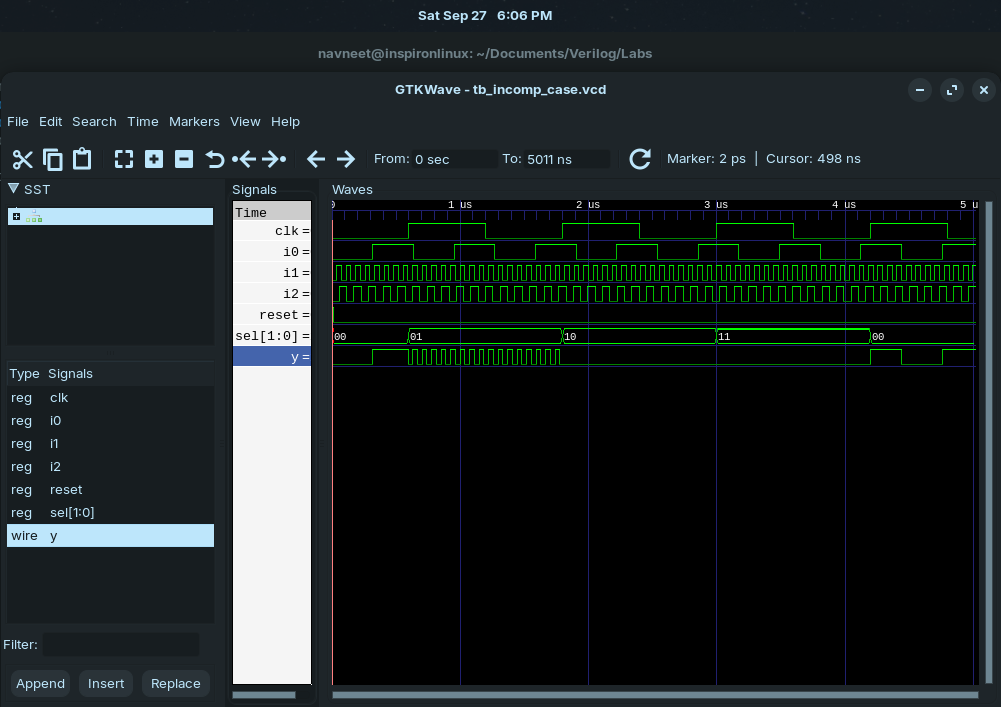 Sat Sep 27 6:06 PM
navneet@inspironlinux: ~/Documents/Verilog/Labs
GTKWave - tb_incomp_case.vcd
File Edit Search Time Markers View Help
From: 0 sec To: 5011 ns Marker: 2 ps | Cursor: 498 ns
SST
Signals
Waves
Time
0 1 us 2 us 3 us 4 us 5 u
clk =
i0 =
i1 =
i2 =
reset =
sel[1:0] = 00 01 10 11 00
y =
Type Signals
reg clk
reg i0
reg i1
reg i2
reg reset
reg sel[1:0]
wire y
Filter:
Append Insert Replace